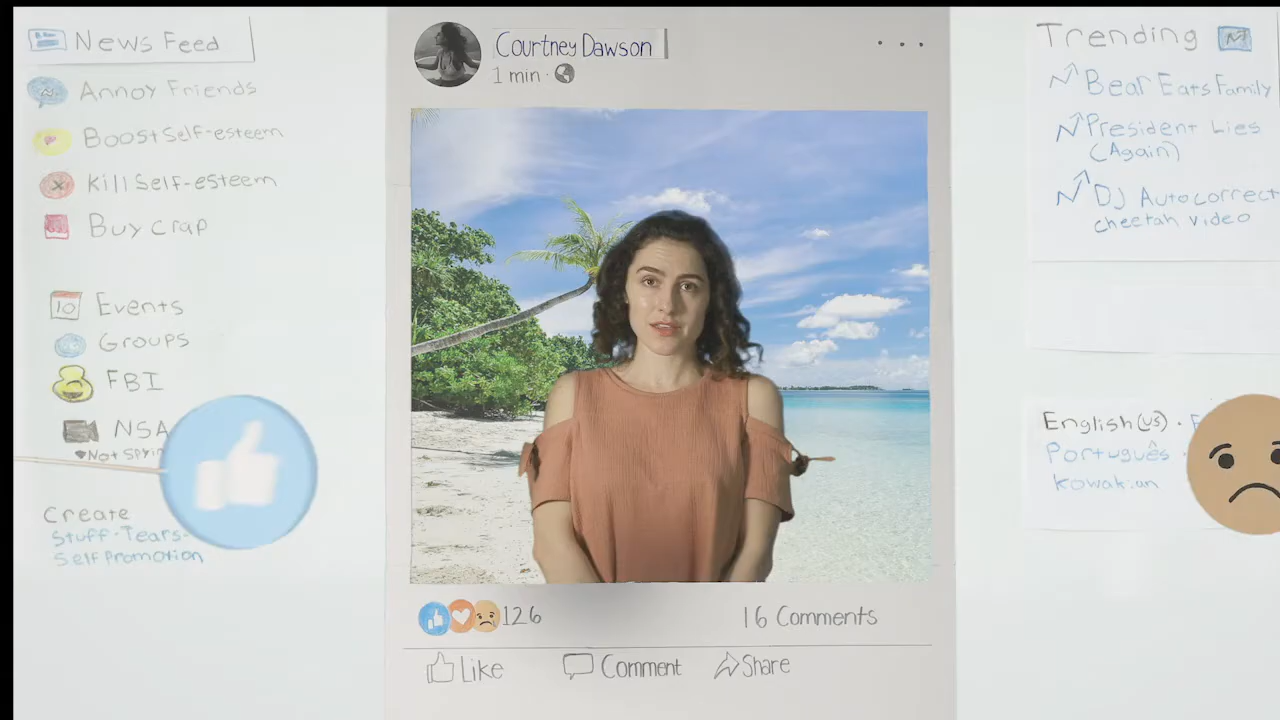 News Feed
Annoy Friends
Boost Self-esteem
Kill Self-esteem
Buy crap
Events
10
Groups
FBI
NSA
Create
Stuff·Tears·
Self Promotion
Courtney Dawson
1 min ·
126
16 Comments
Like
Comment
Share
Trending
Bear Eats Family
President Lies
(Again)
DJ Autocorrect
cheetah video
English (US) ·
Português ·
kowakian